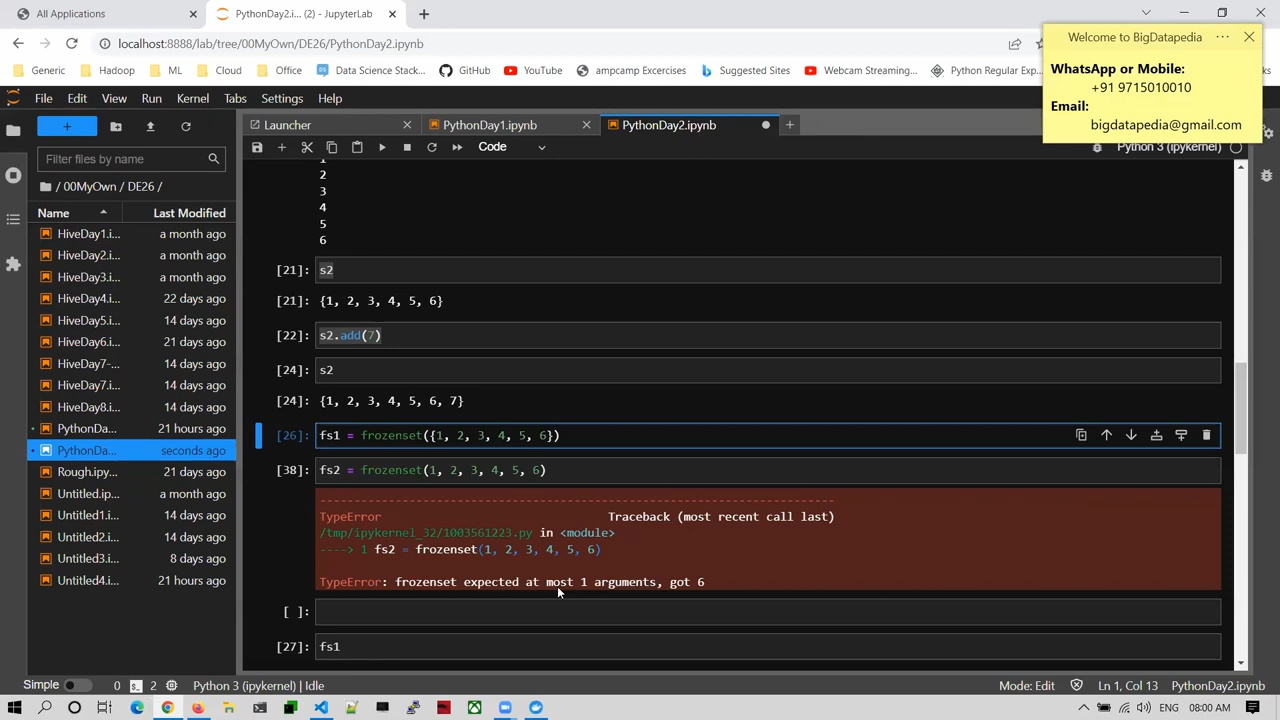 All Applications
PythonDay2.i... (2) - JupyterLab
localhost:8888/lab/tree/00MyOwn/DE26/PythonDay2.ipynb
Generic Hadoop ML Cloud Office Data Science Stack... GitHub YouTube ampcamp Excercises Suggested Sites Webcam Streaming... Python Regular Exp...
Welcome to BigDatapedia
WhatsApp or Mobile:
+91 9715010010
Email:
bigdatapedia@gmail.com
File Edit View Run Kernel Tabs Settings Help
Launcher PythonDay1.ipynb PythonDay2.ipynb
Code
Python 3 (ipykernel)
Filter files by name
/ 00MyOwn / DE26 /
Name Last Modified
HiveDay1.i... a month ago
HiveDay2.i... a month ago
HiveDay3.i... a month ago
HiveDay4.i... 22 days ago
HiveDay5.i... 14 days ago
HiveDay6.i... 21 days ago
HiveDay7-... 14 days ago
HiveDay7.i... 14 days ago
HiveDay8.i... 14 days ago
PythonDa... 21 hours ago
PythonDa... seconds ago
Rough.ipy... 21 days ago
Untitled.ip... a month ago
Untitled1.i... 14 days ago
Untitled2.i... 14 days ago
Untitled3.i... 8 days ago
Untitled4.i... 21 hours ago
1
2
3
4
5
6
[21]: s2
[21]: {1, 2, 3, 4, 5, 6}
[22]: s2.add(7)
[24]: s2
[24]: {1, 2, 3, 4, 5, 6, 7}
[26]: fs1 = frozenset({1, 2, 3, 4, 5, 6})
[38]: fs2 = frozenset(1, 2, 3, 4, 5, 6)
---------------------------------------------------------------------------
TypeError Traceback (most recent call last)
/tmp/ipykernel_32/1003561223.py in <module>
----> 1 fs2 = frozenset(1, 2, 3, 4, 5, 6)
TypeError: frozenset expected at most 1 arguments, got 6
[ ]:
[27]: fs1
Simple 0 2 Python 3 (ipykernel) | Idle Mode: Edit Ln 1, Col 13 PythonDay2.ipynb
ENG 08:00 AM